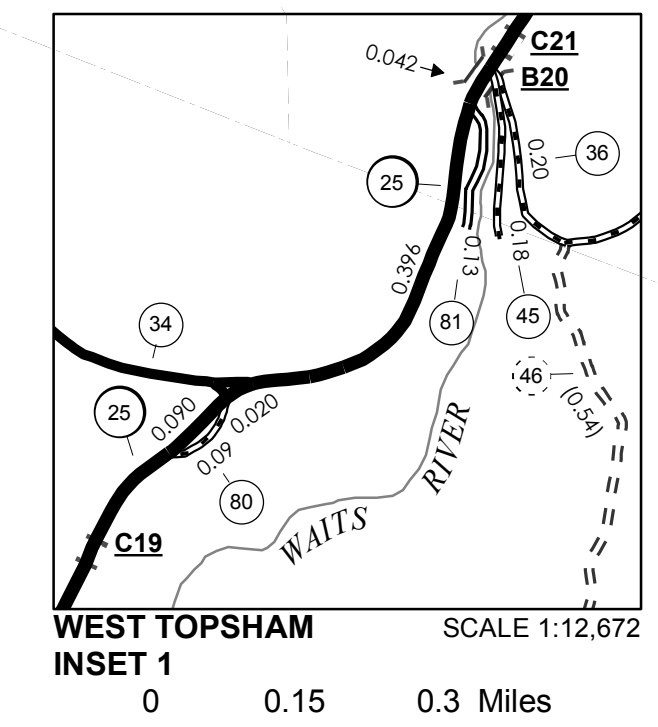 C21
0.042
B20
0.20
36
25
0.396
0.13
0.18
81
45
34
46
(0.54)
25
0.090
0.020
0.09
80
WAITS RIVER
C19
WEST TOPSHAM
INSET 1
SCALE 1:12,672
0 0.15 0.3 Miles